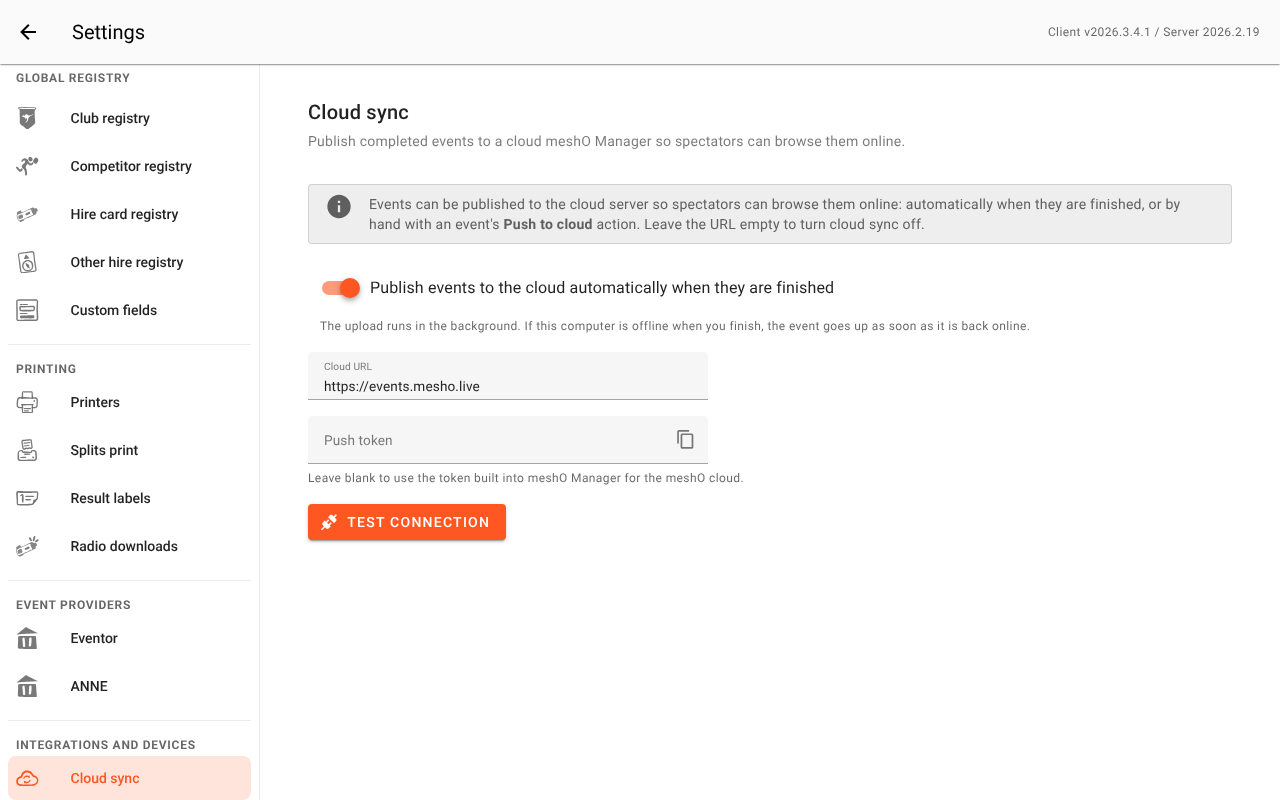 Settings
Client v2026.3.4.1 / Server 2026.2.19
GLOBAL REGISTRY
Club registry
Competitor registry
Hire card registry
Other hire registry
Custom fields
PRINTING
Printers
Splits print
Result labels
Radio downloads
EVENT PROVIDERS
Eventor
ANNE
INTEGRATIONS AND DEVICES
Cloud sync
Cloud sync
Publish completed events to a cloud meshO Manager so spectators can browse them online.
Events can be published to the cloud server so spectators can browse them online: automatically when they are finished, or by
hand with an event's Push to cloud action. Leave the URL empty to turn cloud sync off.
Publish events to the cloud automatically when they are finished
The upload runs in the background. If this computer is offline when you finish, the event goes up as soon as it is back online.
Cloud URL
https://events.mesho.live
Push token
Leave blank to use the token built into meshO Manager for the meshO cloud.
TEST CONNECTION